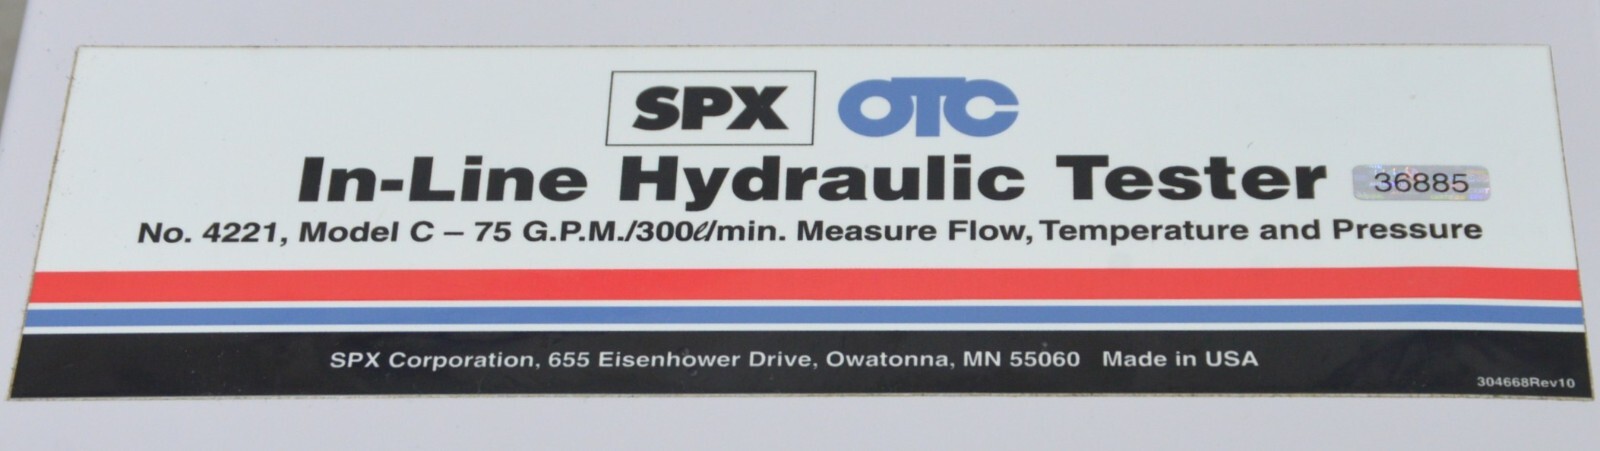 SPX OTC
In-Line Hydraulic Tester 36885
No. 4221, Model C – 75 G.P.M./300ℓ/min. Measure Flow, Temperature and Pressure
SPX Corporation, 655 Eisenhower Drive, Owatonna, MN 55060 Made in USA
304668Rev10